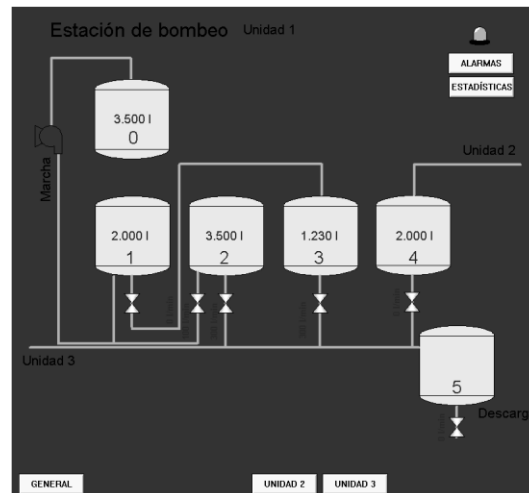 Estación de bombeo Unidad 1
ALARMAS
ESTADÍSTICAS
3.500 l
0
Marcha
Unidad 2
2.000 l
1
3.500 l
2
1.230 l
3
2.000 l
4
Unidad 3
5
Descarg
GENERAL
UNIDAD 2
UNIDAD 3